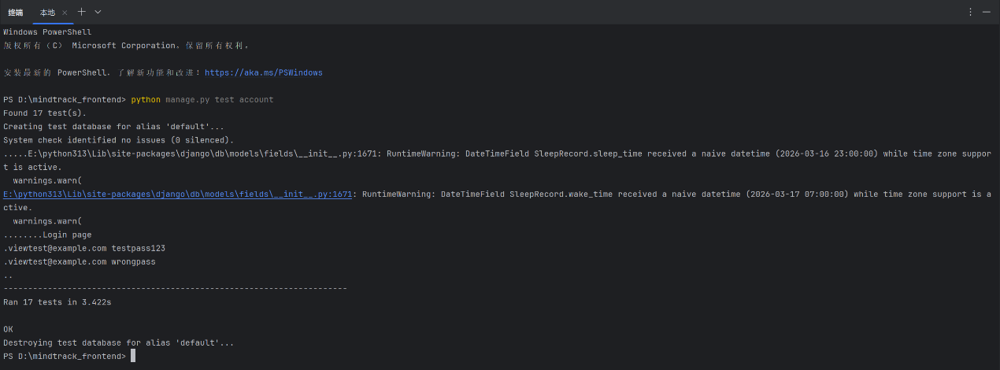 终端 本地 × +
Windows PowerShell
版权所有（C） Microsoft Corporation。保留所有权利。
安装最新的 PowerShell，了解新功能和改进！https://aka.ms/PSWindows
PS D:\mindtrack_frontend> python manage.py test account
Found 17 test(s).
Creating test database for alias 'default'...
System check identified no issues (0 silenced).
.....E:\python313\Lib\site-packages\django\db\models\fields\__init__.py:1671: RuntimeWarning: DateTimeField SleepRecord.sleep_time received a naive datetime (2026-03-16 23:00:00) while time zone suppor
t is active.
  warnings.warn(
E:\python313\Lib\site-packages\django\db\models\fields\__init__.py:1671: RuntimeWarning: DateTimeField SleepRecord.wake_time received a naive datetime (2026-03-17 07:00:00) while time zone support is a
ctive.
  warnings.warn(
........Login page
.viewtest@example.com testpass123
.viewtest@example.com wrongpass
..
----------------------------------------------------------------------
Ran 17 tests in 3.422s
OK
Destroying test database for alias 'default'...
PS D:\mindtrack_frontend>